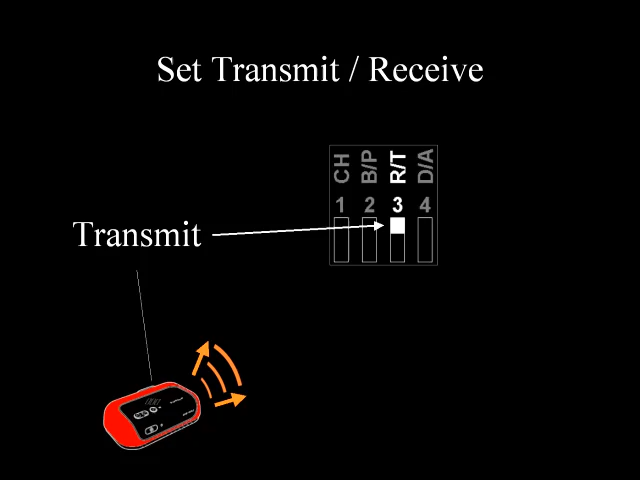 Set Transmit / Receive
CH B/P R/T D/A
1 2 3 4
Transmit